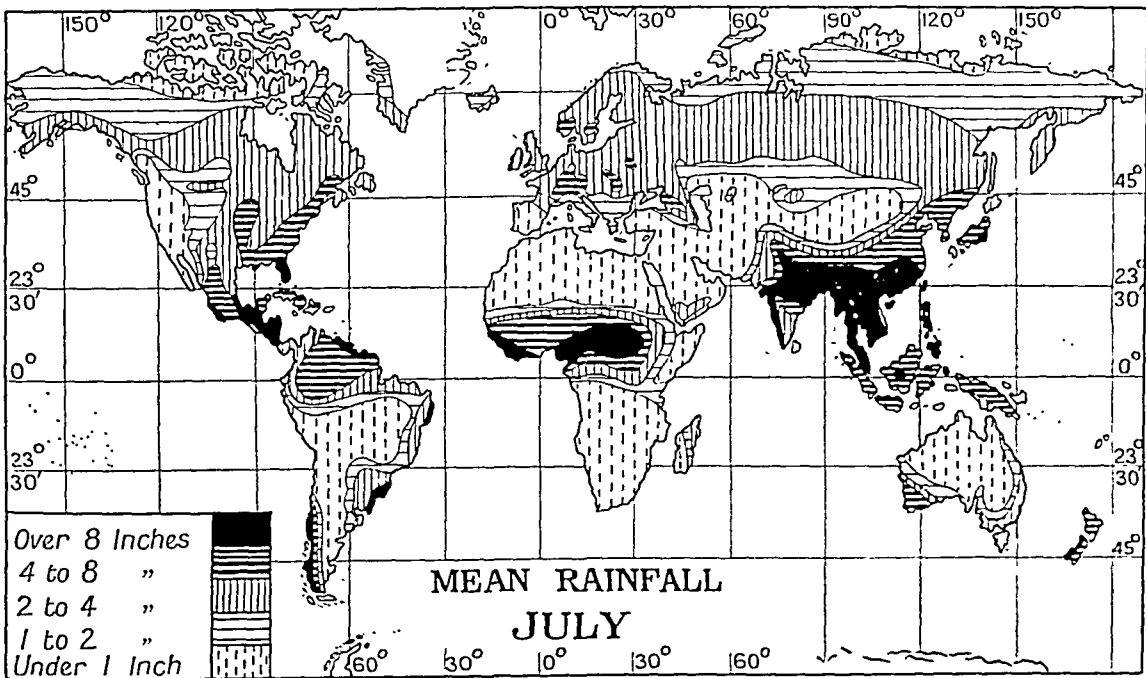 150° 120° 0° 30° 60° 90° 120° 150°
45° 45°
23° 30′ 23° 30′
0° 0°
23° 30′ 23° 30′
45°
Over 8 Inches
4 to 8 „
2 to 4 „
1 to 2 „
Under 1 Inch
MEAN RAINFALL
JULY
60° 30° 0° 30° 60°